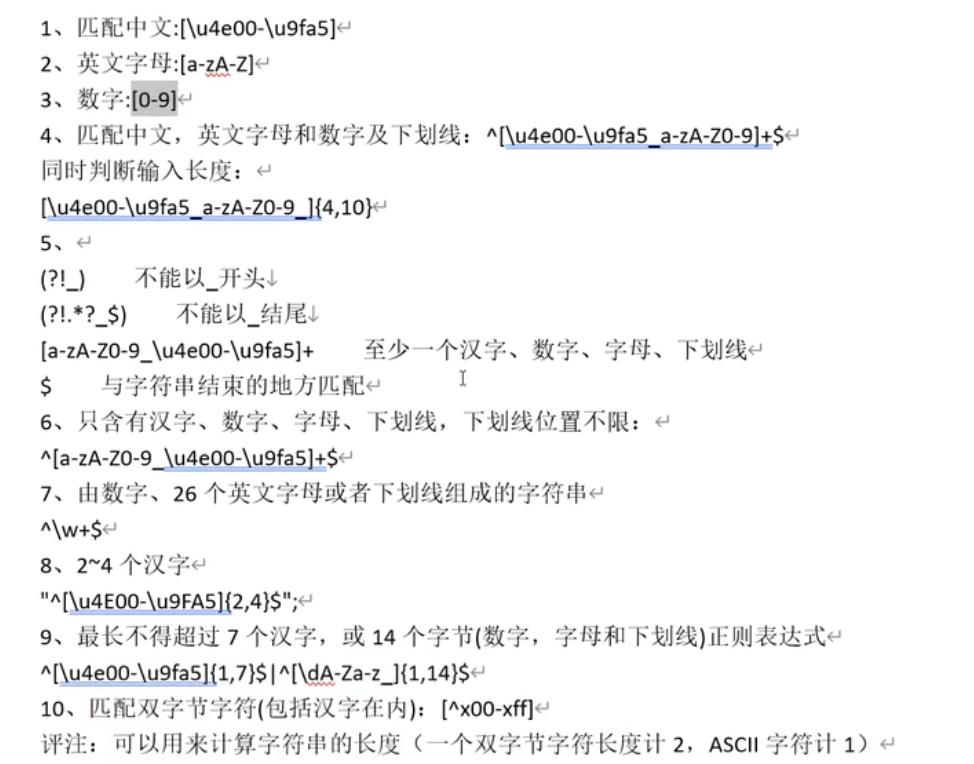 1、匹配中文:[\u4e00-\u9fa5]
2、英文字母:[a-zA-Z]
3、数字:[0-9]
4、匹配中文，英文字母和数字及下划线：^[\u4e00-\u9fa5_a-zA-Z0-9]+$
同时判断输入长度：
[\u4e00-\u9fa5_a-zA-Z0-9_]{4,10}
5、
(?!_)  不能以_开头
(?!.*?_$)  不能以_结尾
[a-zA-Z0-9_\u4e00-\u9fa5]+  至少一个汉字、数字、字母、下划线
$  与字符串结束的地方匹配
6、只含有汉字、数字、字母、下划线，下划线位置不限：
^[a-zA-Z0-9_\u4e00-\u9fa5]+$
7、由数字、26 个英文字母或者下划线组成的字符串
^\w+$
8、2~4 个汉字
"^[\u4E00-\u9FA5]{2,4}$";
9、最长不得超过 7 个汉字，或 14 个字节(数字，字母和下划线)正则表达式
^[\u4e00-\u9fa5]{1,7}$|^[\dA-Za-z_]{1,14}$
10、匹配双字节字符(包括汉字在内)：[^x00-xff]
评注：可以用来计算字符串的长度（一个双字节字符长度计 2，ASCII 字符计 1）